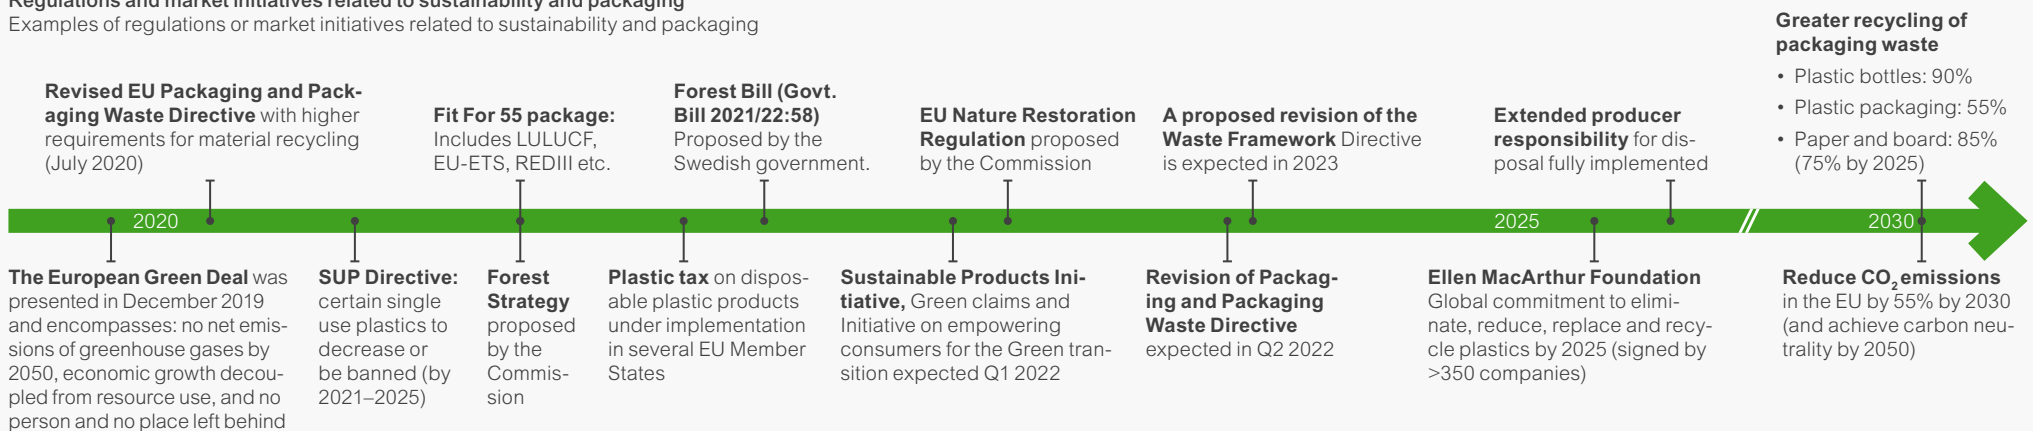 Regulations and market initiatives related to sustainability and packaging
Examples of regulations or market initiatives related to sustainability and packaging
Revised EU Packaging and Pack-
aging Waste Directive with higher
requirements for material recycling
(July 2020)
Fit For 55 package:
Includes LULUCF,
EU-ETS, REDIII etc.
Forest Bill (Govt.
Bill 2021/22:58)
Proposed by the
Swedish government.
EU Nature Restoration
Regulation proposed
by the Commission
A proposed revision of the
Waste Framework Directive
is expected in 2023
Extended producer
responsibility for dis-
posal fully implemented
Greater recycling of
packaging waste
• Plastic bottles: 90%
• Plastic packaging: 55%
• Paper and board: 85%
(75% by 2025)
2020
2025
2030
The European Green Deal was
presented in December 2019
and encompasses: no net emis-
sions of greenhouse gases by
2050, economic growth decou-
pled from resource use, and no
person and no place left behind
SUP Directive:
certain single
use plastics to
decrease or
be banned (by
2021–2025)
Forest
Strategy
proposed
by the
Commis-
sion
Plastic tax on dispos-
able plastic products
under implementation
in several EU Member
States
Sustainable Products Ini-
tiative, Green claims and
Initiative on empowering
consumers for the Green tran-
sition expected Q1 2022
Revision of Packag-
ing and Packaging
Waste Directive
expected in Q2 2022
Ellen MacArthur Foundation
Global commitment to elimi-
nate, reduce, replace and recy-
cle plastics by 2025 (signed by
>350 companies)
Reduce CO₂ emissions
in the EU by 55% by 2030
(and achieve carbon neu-
trality by 2050)